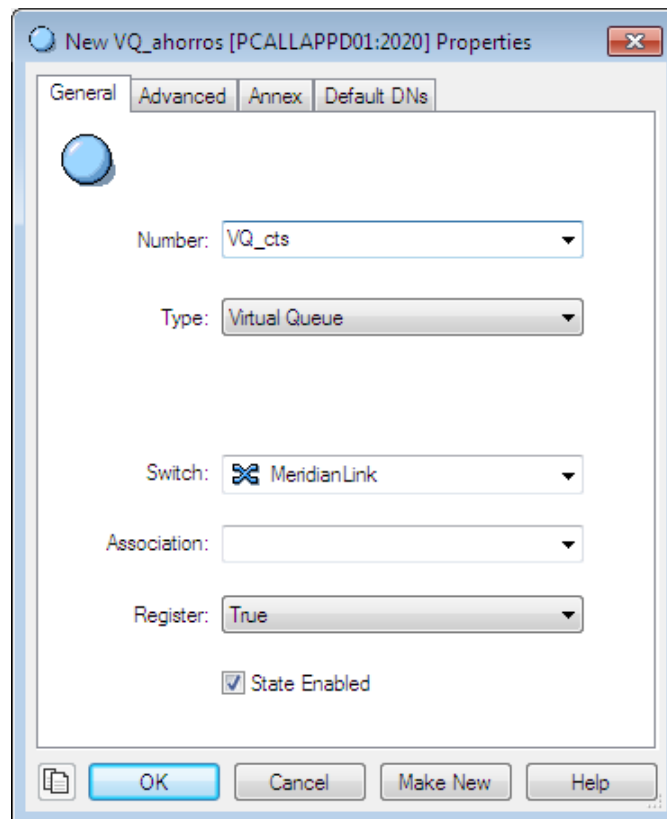 New VQ_ahorros [PCALLAPPD01:2020] Properties
General Advanced Annex Default DNs
Number: VQ_cts
Type: Virtual Queue
Switch: MeridianLink
Association:
Register: True
State Enabled
OK Cancel Make New Help